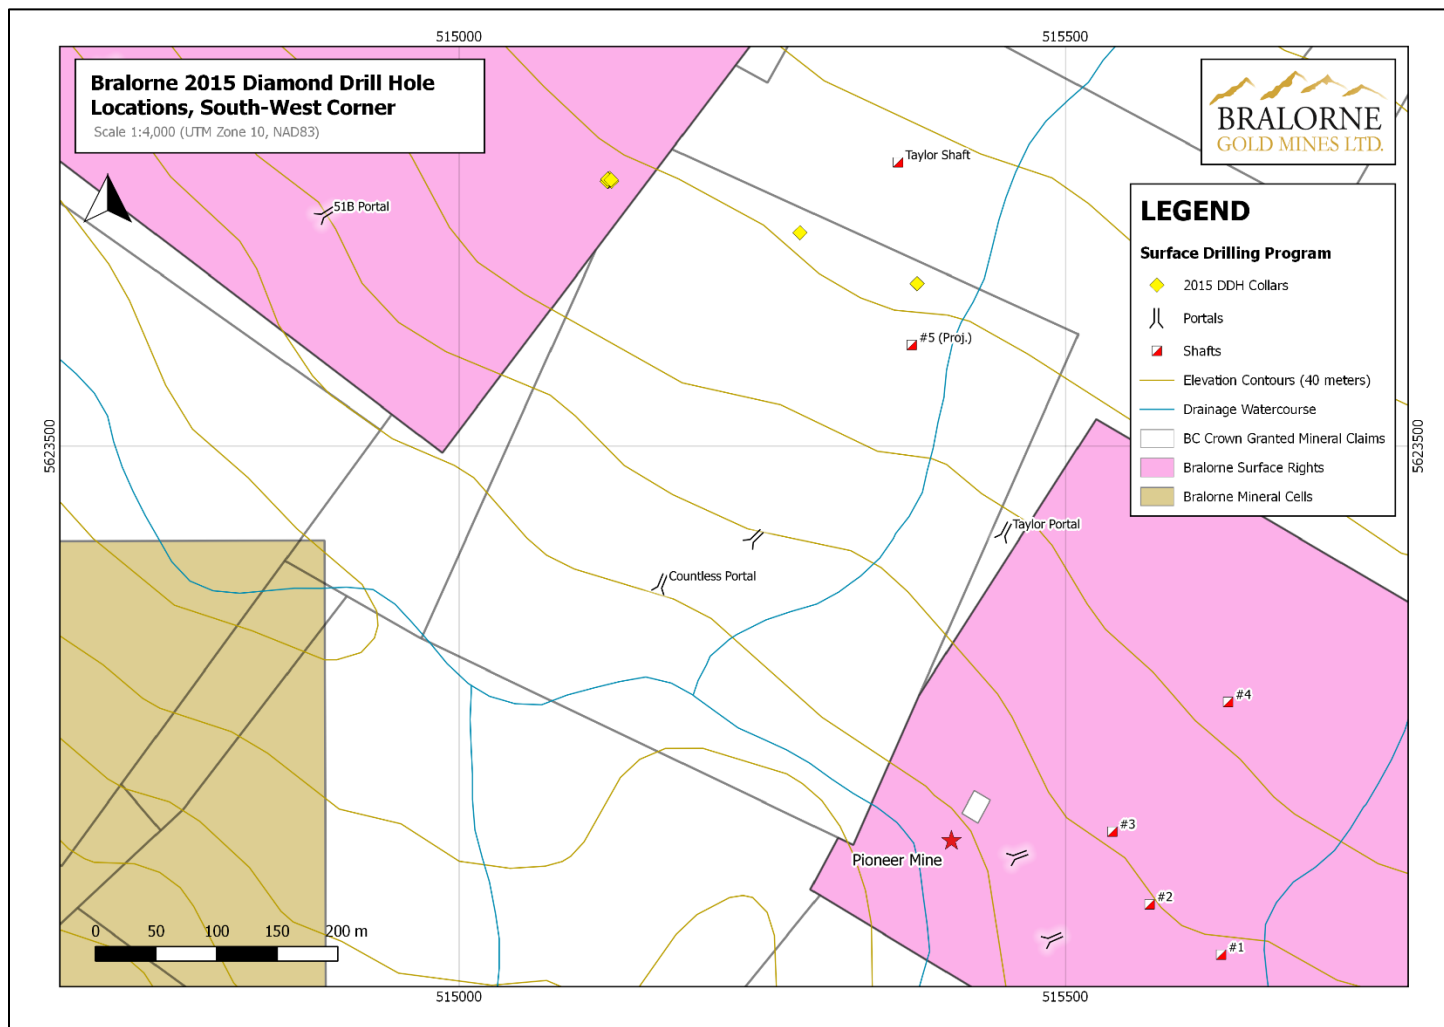 515000
515500
Bralorne 2015 Diamond Drill Hole
Locations, South-West Corner
Scale 1:4,000 (UTM Zone 10, NAD83)
BRALORNE
GOLD MINES LTD.
Taylor Shaft
51B Portal
LEGEND
Surface Drilling Program
2015 DDH Collars
Portals
Shafts
Elevation Contours (40 meters)
Drainage Watercourse
BC Crown Granted Mineral Claims
Bralorne Surface Rights
Bralorne Mineral Cells
#5 (Proj.)
5623500
5623500
Taylor Portal
Countless Portal
#4
#3
Pioneer Mine
#2
#1
0 50 100 150 200 m
515000
515500